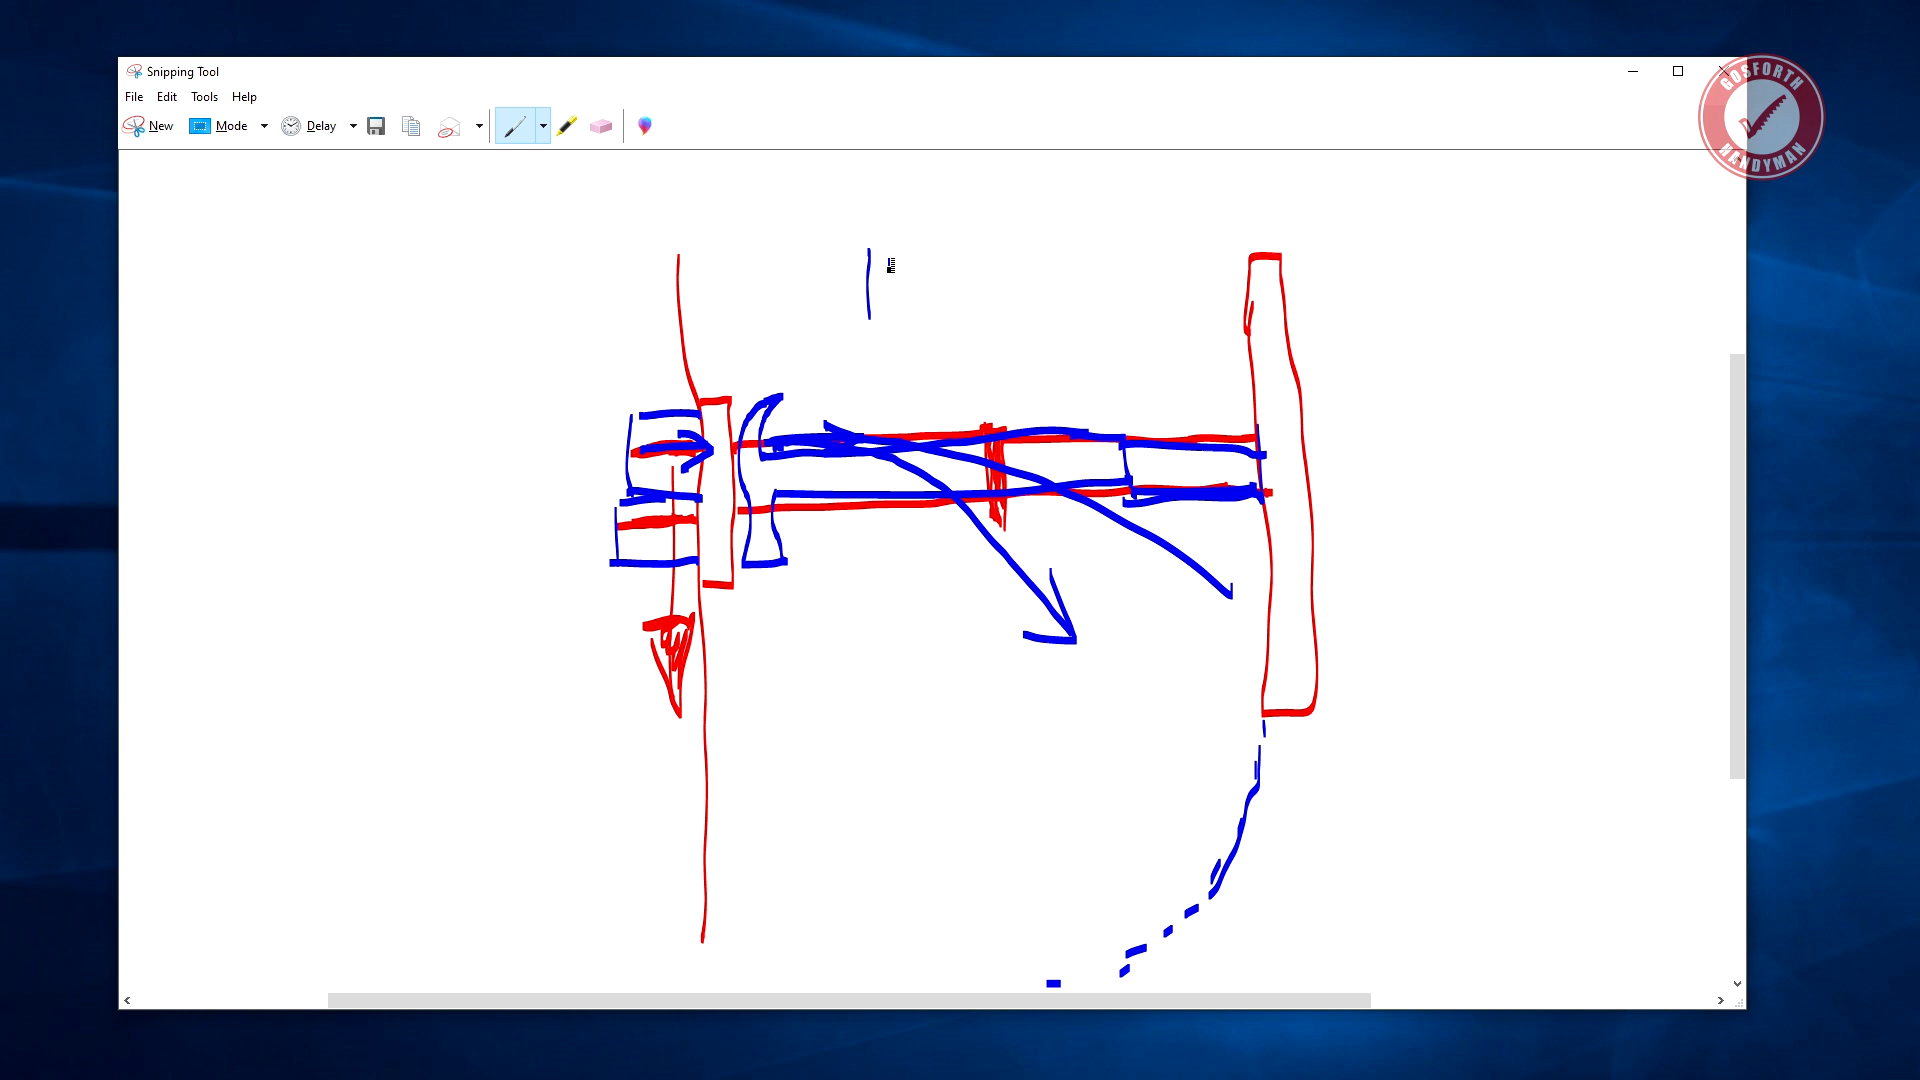 Snipping Tool
File Edit Tools Help
New Mode Delay
GOSFORTH
HANDYMAN